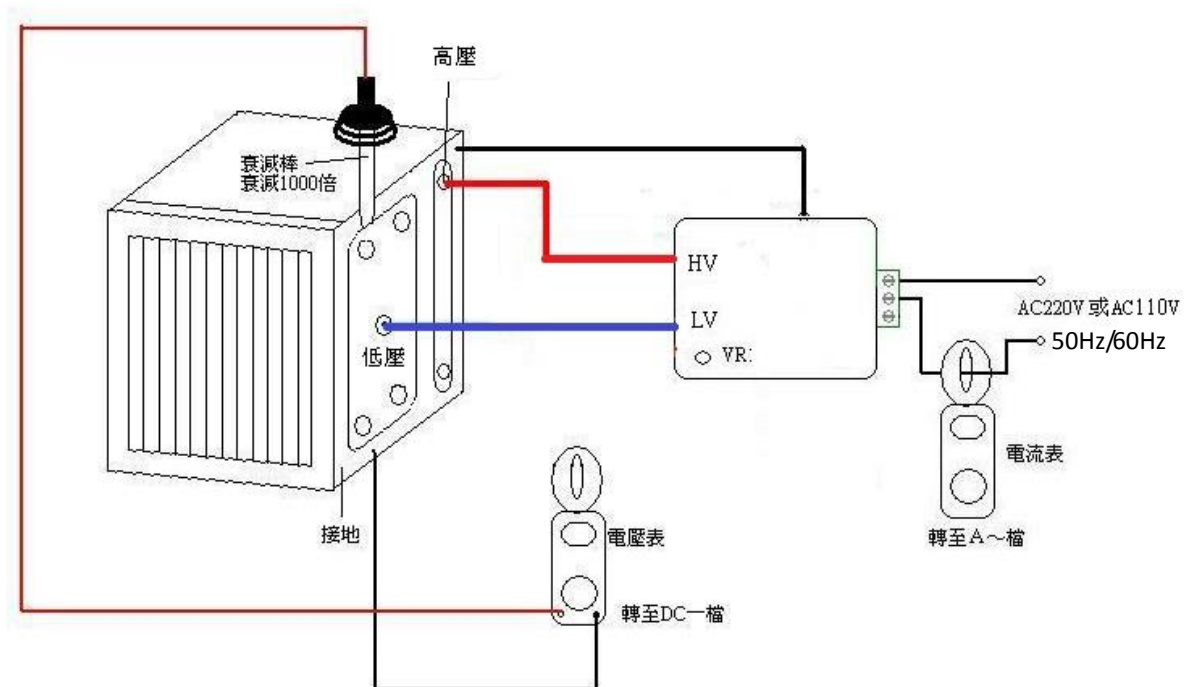 高壓
衰減棒
衰減1000倍
HV
LV
VR:
AC220V 或AC110V
50Hz/60Hz
低壓
電流表
轉至A～檔
接地
電壓表
轉至DC—檔